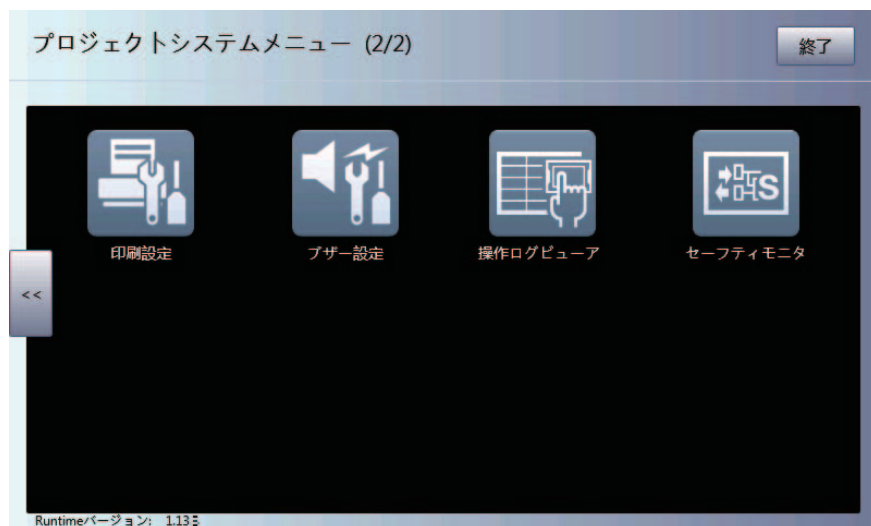 プロジェクトシステムメニュー (2/2)
終了
印刷設定
ブザー設定
操作ログビューア
セーフティモニタ
<<
S
Runtimeバージョン: 1.13